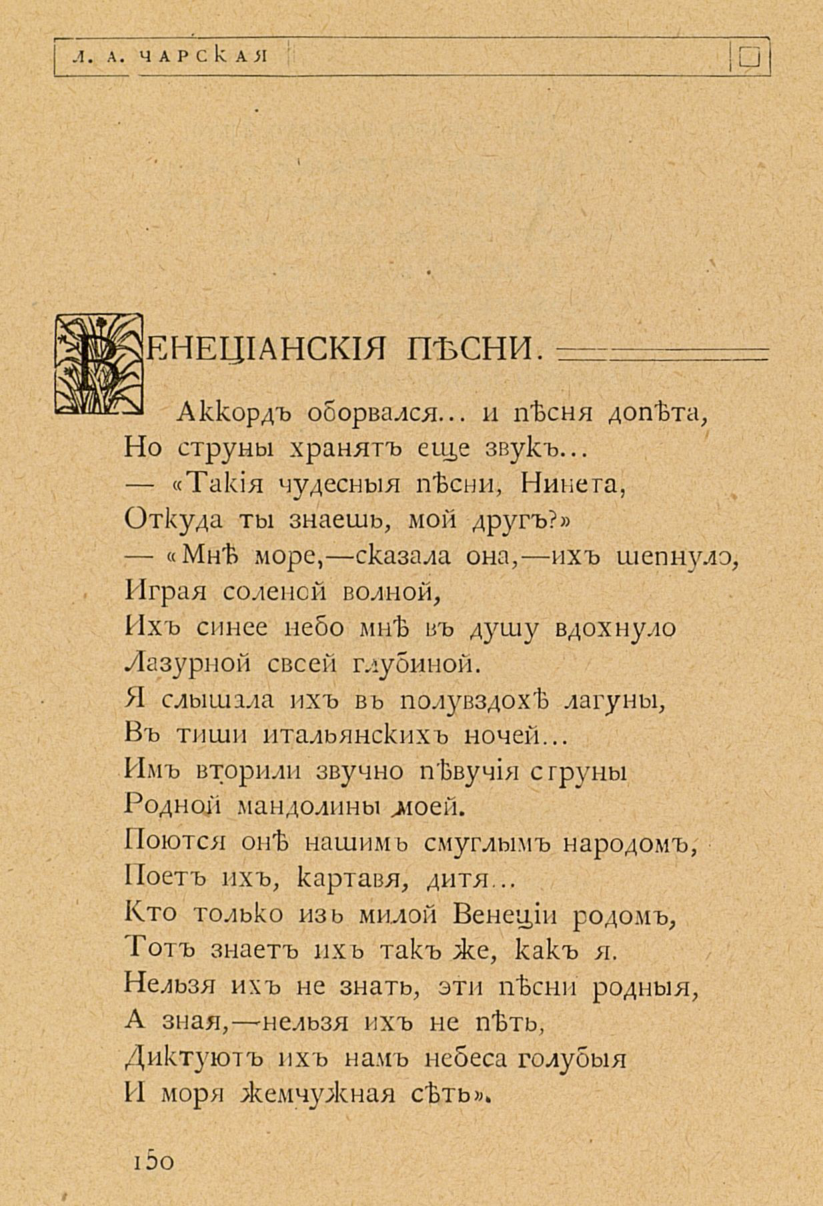 Л. А. ЧАРСКАЯ
ВЕНЕЦІАНСКІЯ ПѢСНИ.
Аккордъ оборвался... и пѣсня допѣта,
Но струны хранятъ еще звукъ...
— «Такія чудесныя пѣсни, Нинета,
Откуда ты знаешь, мой другъ?»
— «Мнѣ море,—сказала она,—ихъ шепнуло,
Играя соленой волной,
Ихъ синее небо мнѣ въ душу вдохнуло
Лазурной своей глубиной.
Я слышала ихъ въ полувздохѣ лагуны,
Въ тиши итальянскихъ ночей...
Имъ вторили звучно пѣвучія струны
Родной мандолины моей.
Поются онѣ нашимъ смуглымъ народомъ,
Поетъ ихъ, картавя, дитя...
Кто только изъ милой Венеціи родомъ,
Тотъ знаетъ ихъ такъ же, какъ я.
Нельзя ихъ не знать, эти пѣсни родныя,
А зная,—нельзя ихъ не пѣть,
Диктуютъ ихъ намъ небеса голубыя
И моря жемчужная сѣть».
150